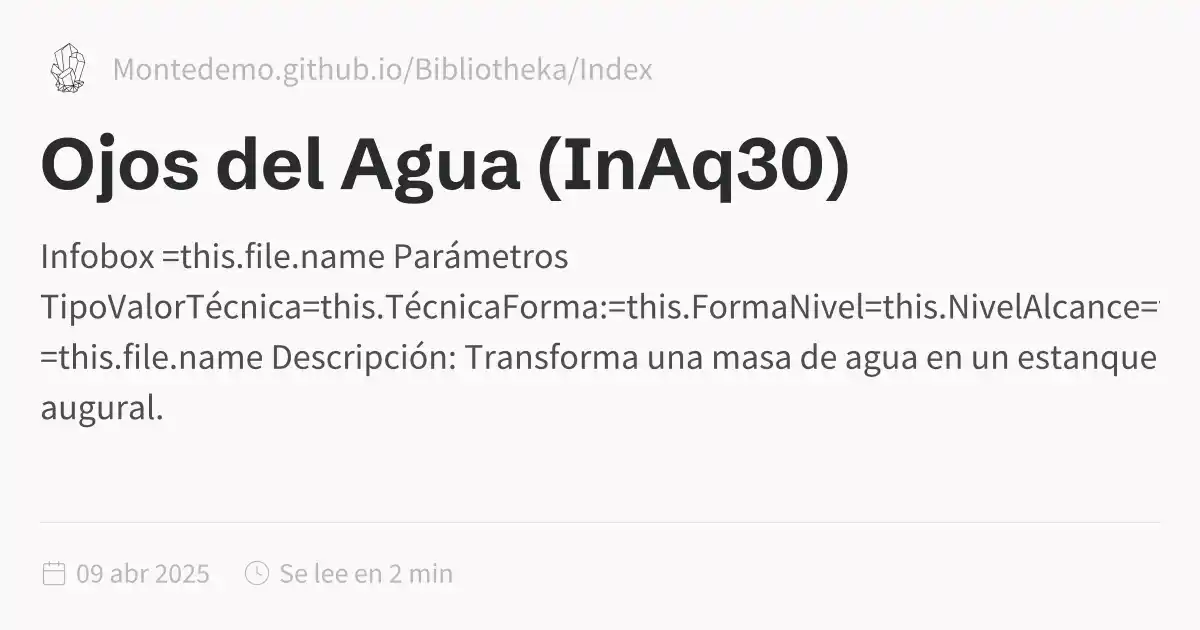 Montedemo.github.io/Bibliotheka/Index
Ojos del Agua (InAq30)
Infobox =this.file.name Parámetros
TipoValorTécnica=this.TécnicaForma:=this.FormaNivel=this.NivelAlcance=
=this.file.name Descripción: Transforma una masa de agua en un estanque
augural.
09 abr 2025
Se lee en 2 min